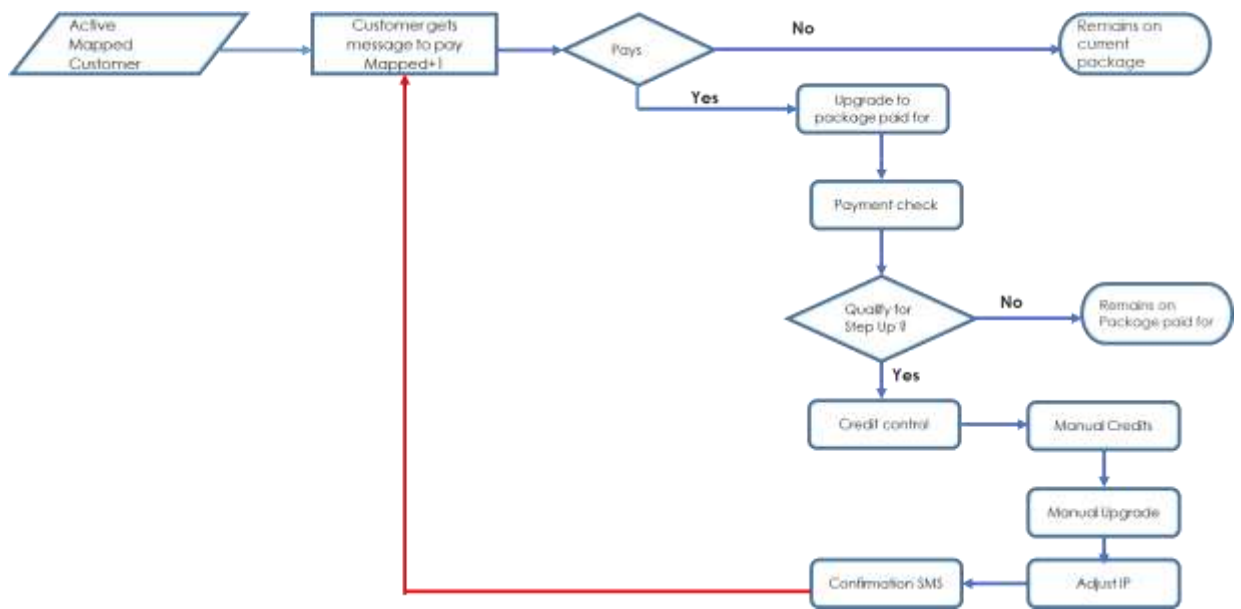 Active
Mapped
Customer
Customer gets
message to pay
Mapped+1
Pays
No
Remains on
current
package
Yes
Upgrade to
package paid for
Payment check
Qualify for
Step Up ?
No
Remains on
Package paid for
Yes
Credit control
Manual Credits
Manual Upgrade
Confirmation SMS
Adjust IP